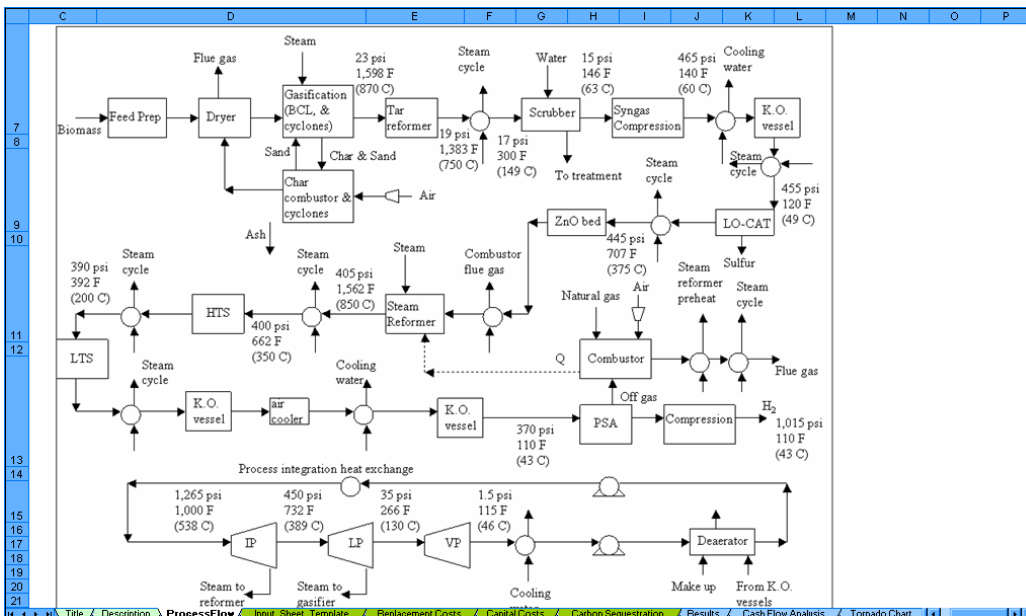 C D E F G H I J K L M N O P
7
8
9
10
11
12
13
14
15
16
17
18
19
20
21
Flue gas
Steam
23 psi
1,598 F
(870 C)
Steam
cycle
Water
15 psi
146 F
(63 C)
465 psi
140 F
(60 C)
Cooling
water
Biomass
Feed Prep
Dryer
Gasification
(BCL, &
cyclones)
Tar
reformer
19 psi
1,383 F
(750 C)
17 psi
300 F
(149 C)
Scrubber
Syngas
Compression
K.O.
vessel
Sand
Char & Sand
Char
combustor &
cyclones
Air
To treatment
Steam
cycle
Steam
cycle
455 psi
120 F
(49 C)
Ash
ZnO bed
445 psi
707 F
(375 C)
LO-CAT
Sulfur
390 psi
392 F
(200 C)
Steam
cycle
Steam
cycle
405 psi
1,562 F
(850 C)
Steam
Combustor
flue gas
Natural gas
Air
Steam
reformer
preheat
Steam
cycle
HTS
400 psi
662 F
(350 C)
Steam
Reformer
LTS
Q
Combustor
Flue gas
Steam
cycle
K.O.
vessel
air
cooler
Cooling
water
K.O.
vessel
370 psi
110 F
(43 C)
Off gas
PSA
Compression
H2
1,015 psi
110 F
(43 C)
Process integration heat exchange
1,265 psi
1,000 F
(538 C)
450 psi
732 F
(389 C)
35 psi
266 F
(130 C)
1.5 psi
115 F
(46 C)
IP
LP
VP
Deaerator
Steam to
reformer
Steam to
gasifier
Cooling
water
Make up
From K.O.
vessels
Title Description ProcessFlow Input_Sheet_Template Replacement Costs Capital Costs Carbon Sequestration Results Cash Flow Analysis Tornado Chart